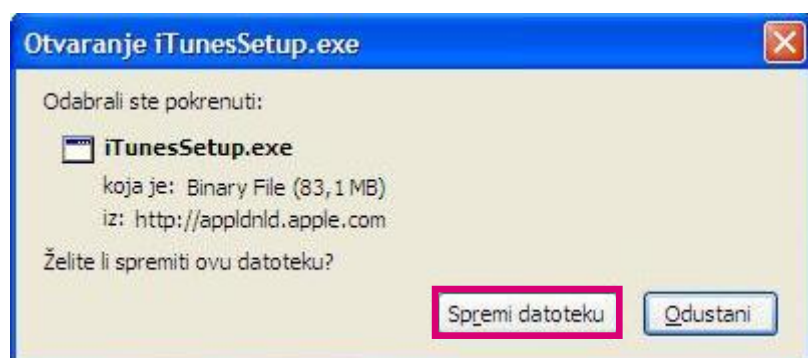 Otvaranje iTunesSetup.exe
Odabrali ste pokrenuti:
iTunesSetup.exe
koja je: Binary File (83,1 MB)
iz: http://appldnld.apple.com
Želite li spremiti ovu datoteku?
Spremi datoteku Odustani